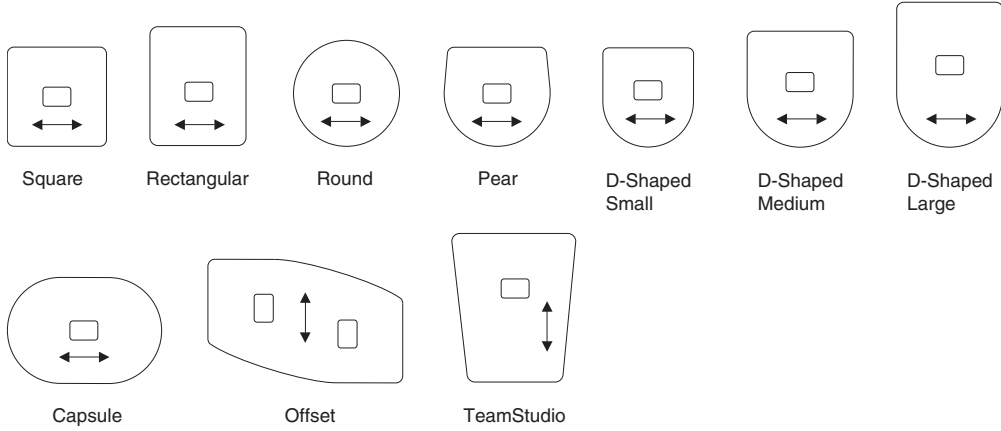 Square
Rectangular
Round
Pear
D-Shaped
Small
D-Shaped
Medium
D-Shaped
Large
Capsule
Offset
TeamStudio